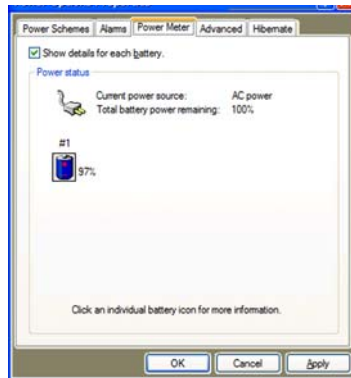 Power Schemes Alarms Power Meter Advanced Hibernate
Show details for each battery.
Power status
Current power source: AC power
Total battery power remaining: 100%
#1
97%
Click an individual battery icon for more information.
OK Cancel Apply